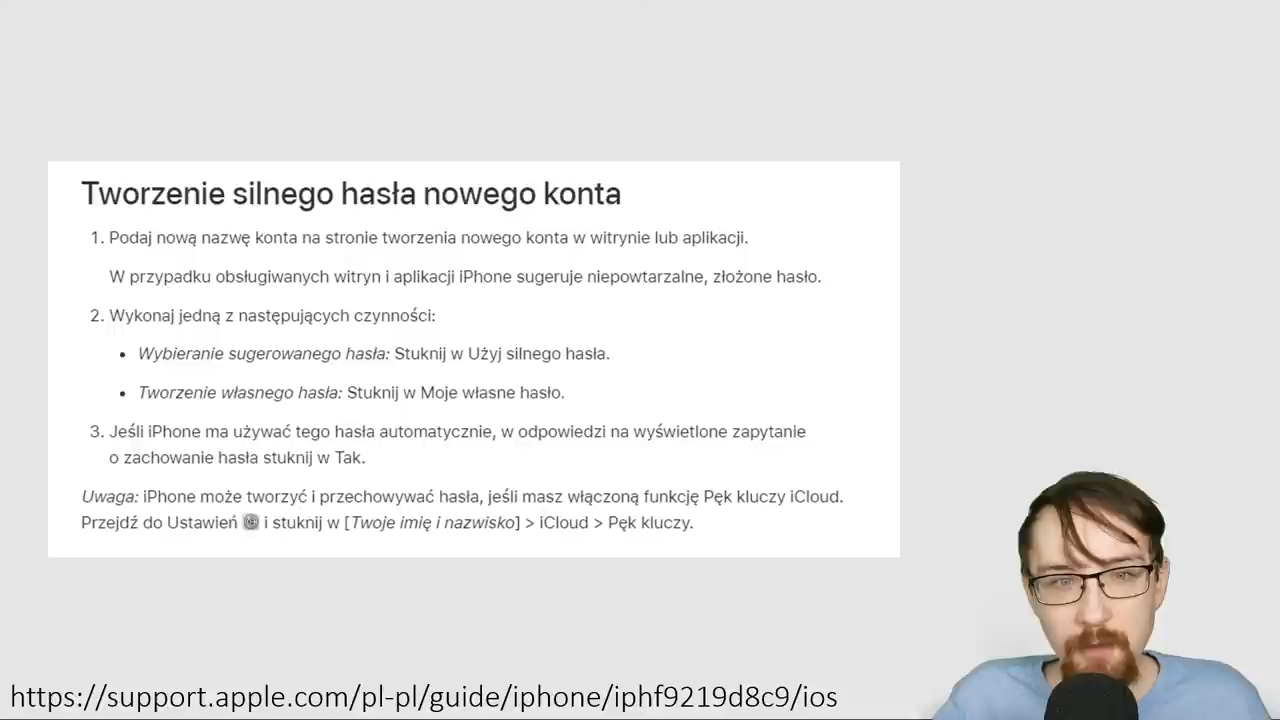 Tworzenie silnego hasła nowego konta
1. Podaj nową nazwę konta na stronie tworzenia nowego konta w witrynie lub aplikacji.
W przypadku obsługiwanych witryn i aplikacji iPhone sugeruje niepowtarzalne, złożone hasło.
2. Wykonaj jedną z następujących czynności:
• Wybieranie sugerowanego hasła: Stuknij w Użyj silnego hasła.
• Tworzenie własnego hasła: Stuknij w Moje własne hasło.
3. Jeśli iPhone ma używać tego hasła automatycznie, w odpowiedzi na wyświetlone zapytanie
o zachowanie hasła stuknij w Tak.
Uwaga: iPhone może tworzyć i przechowywać hasła, jeśli masz włączoną funkcję Pęk kluczy iCloud.
Przejdź do Ustawień i stuknij w [Twoje imię i nazwisko] > iCloud > Pęk kluczy.
https://support.apple.com/pl-pl/guide/iphone/iphf9219d8c9/ios